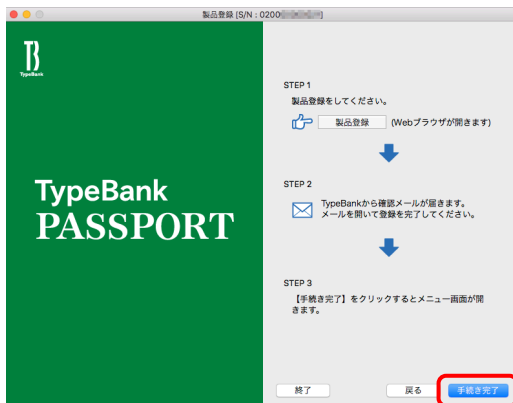 製品登録 [S/N : 0200
TypeBank
TypeBank
PASSPORT
STEP 1
製品登録をしてください。
製品登録 (Webブラウザが開きます)
STEP 2
TypeBankから確認メールが届きます。
メールを開いて登録を完了してください。
STEP 3
【手続き完了】をクリックするとメニュー画面が開
きます。
終了 戻る 手続き完了